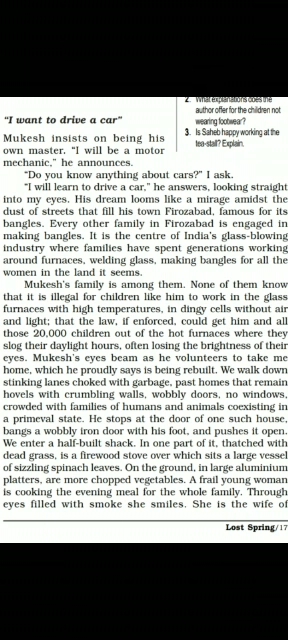 2. What explanations does the
author offer for the children not
wearing footwear?
3. Is Saheb happy working at the
tea-stall? Explain.
“I want to drive a car”
Mukesh insists on being his
own master. “I will be a motor
mechanic,” he announces.
“Do you know anything about cars?” I ask.
“I will learn to drive a car,” he answers, looking straight
into my eyes. His dream looms like a mirage amidst the
dust of streets that fill his town Firozabad, famous for its
bangles. Every other family in Firozabad is engaged in
making bangles. It is the centre of India’s glass-blowing
industry where families have spent generations working
around furnaces, welding glass, making bangles for all the
women in the land it seems.
Mukesh’s family is among them. None of them know
that it is illegal for children like him to work in the glass
furnaces with high temperatures, in dingy cells without air
and light; that the law, if enforced, could get him and all
those 20,000 children out of the hot furnaces where they
slog their daylight hours, often losing the brightness of their
eyes. Mukesh’s eyes beam as he volunteers to take me
home, which he proudly says is being rebuilt. We walk down
stinking lanes choked with garbage, past homes that remain
hovels with crumbling walls, wobbly doors, no windows,
crowded with families of humans and animals coexisting in
a primeval state. He stops at the door of one such house,
bangs a wobbly iron door with his foot, and pushes it open.
We enter a half-built shack. In one part of it, thatched with
dead grass, is a firewood stove over which sits a large vessel
of sizzling spinach leaves. On the ground, in large aluminium
platters, are more chopped vegetables. A frail young woman
is cooking the evening meal for the whole family. Through
eyes filled with smoke she smiles. She is the wife of
Lost Spring/17